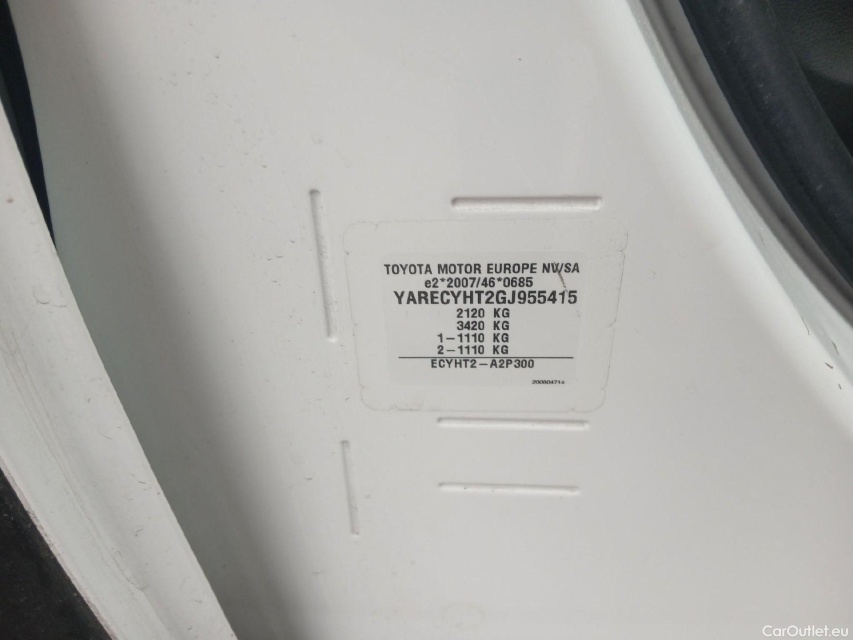 TOYOTA MOTOR EUROPE NV/SA
e2*2007/46*0685
YARECYHT2GJ955415
2120 KG
3420 KG
1-1110 KG
2-1110 KG
ECYHT2-A2P300
CarOutlet.eu